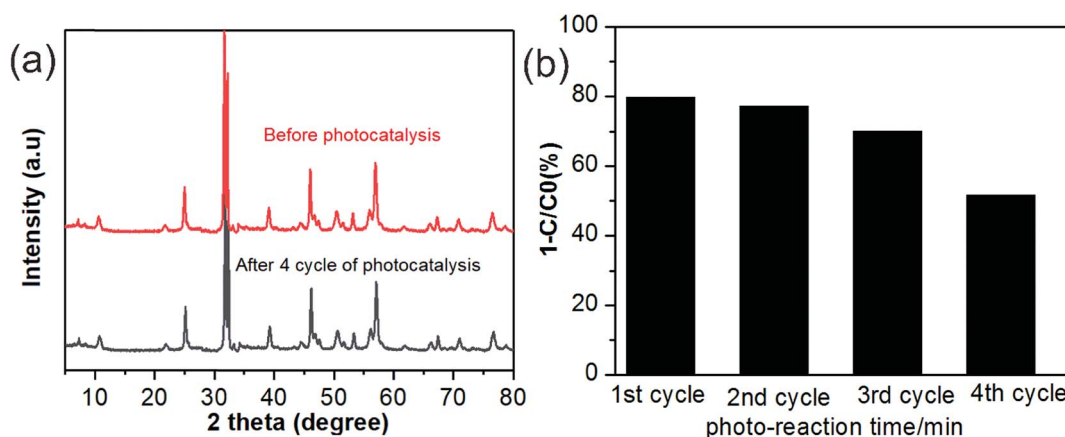 (a)
Intensity (a.u)
Before photocatalysis
After 4 cycle of photocatalysis
10 20 30 40 50 60 70 80
2 theta (degree)
(b)
1-C/C0(%)
100
80
60
40
20
0
1st cycle 2nd cycle 3rd cycle 4th cycle
photo-reaction time/min